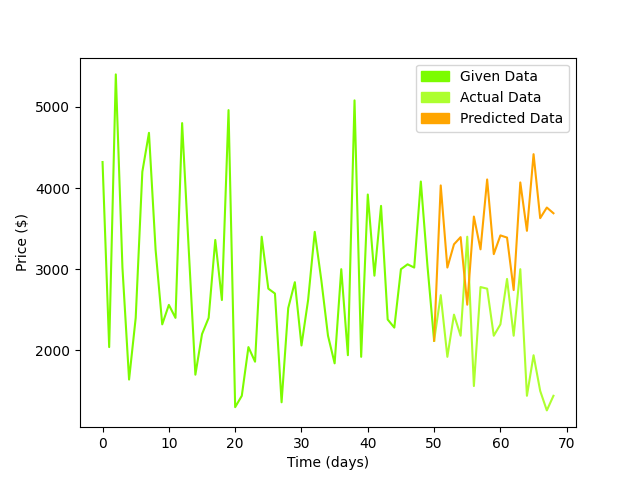 Given Data
Actual Data
Predicted Data
5000
4000
3000
2000
Price ($)
0 10 20 30 40 50 60 70
Time (days)